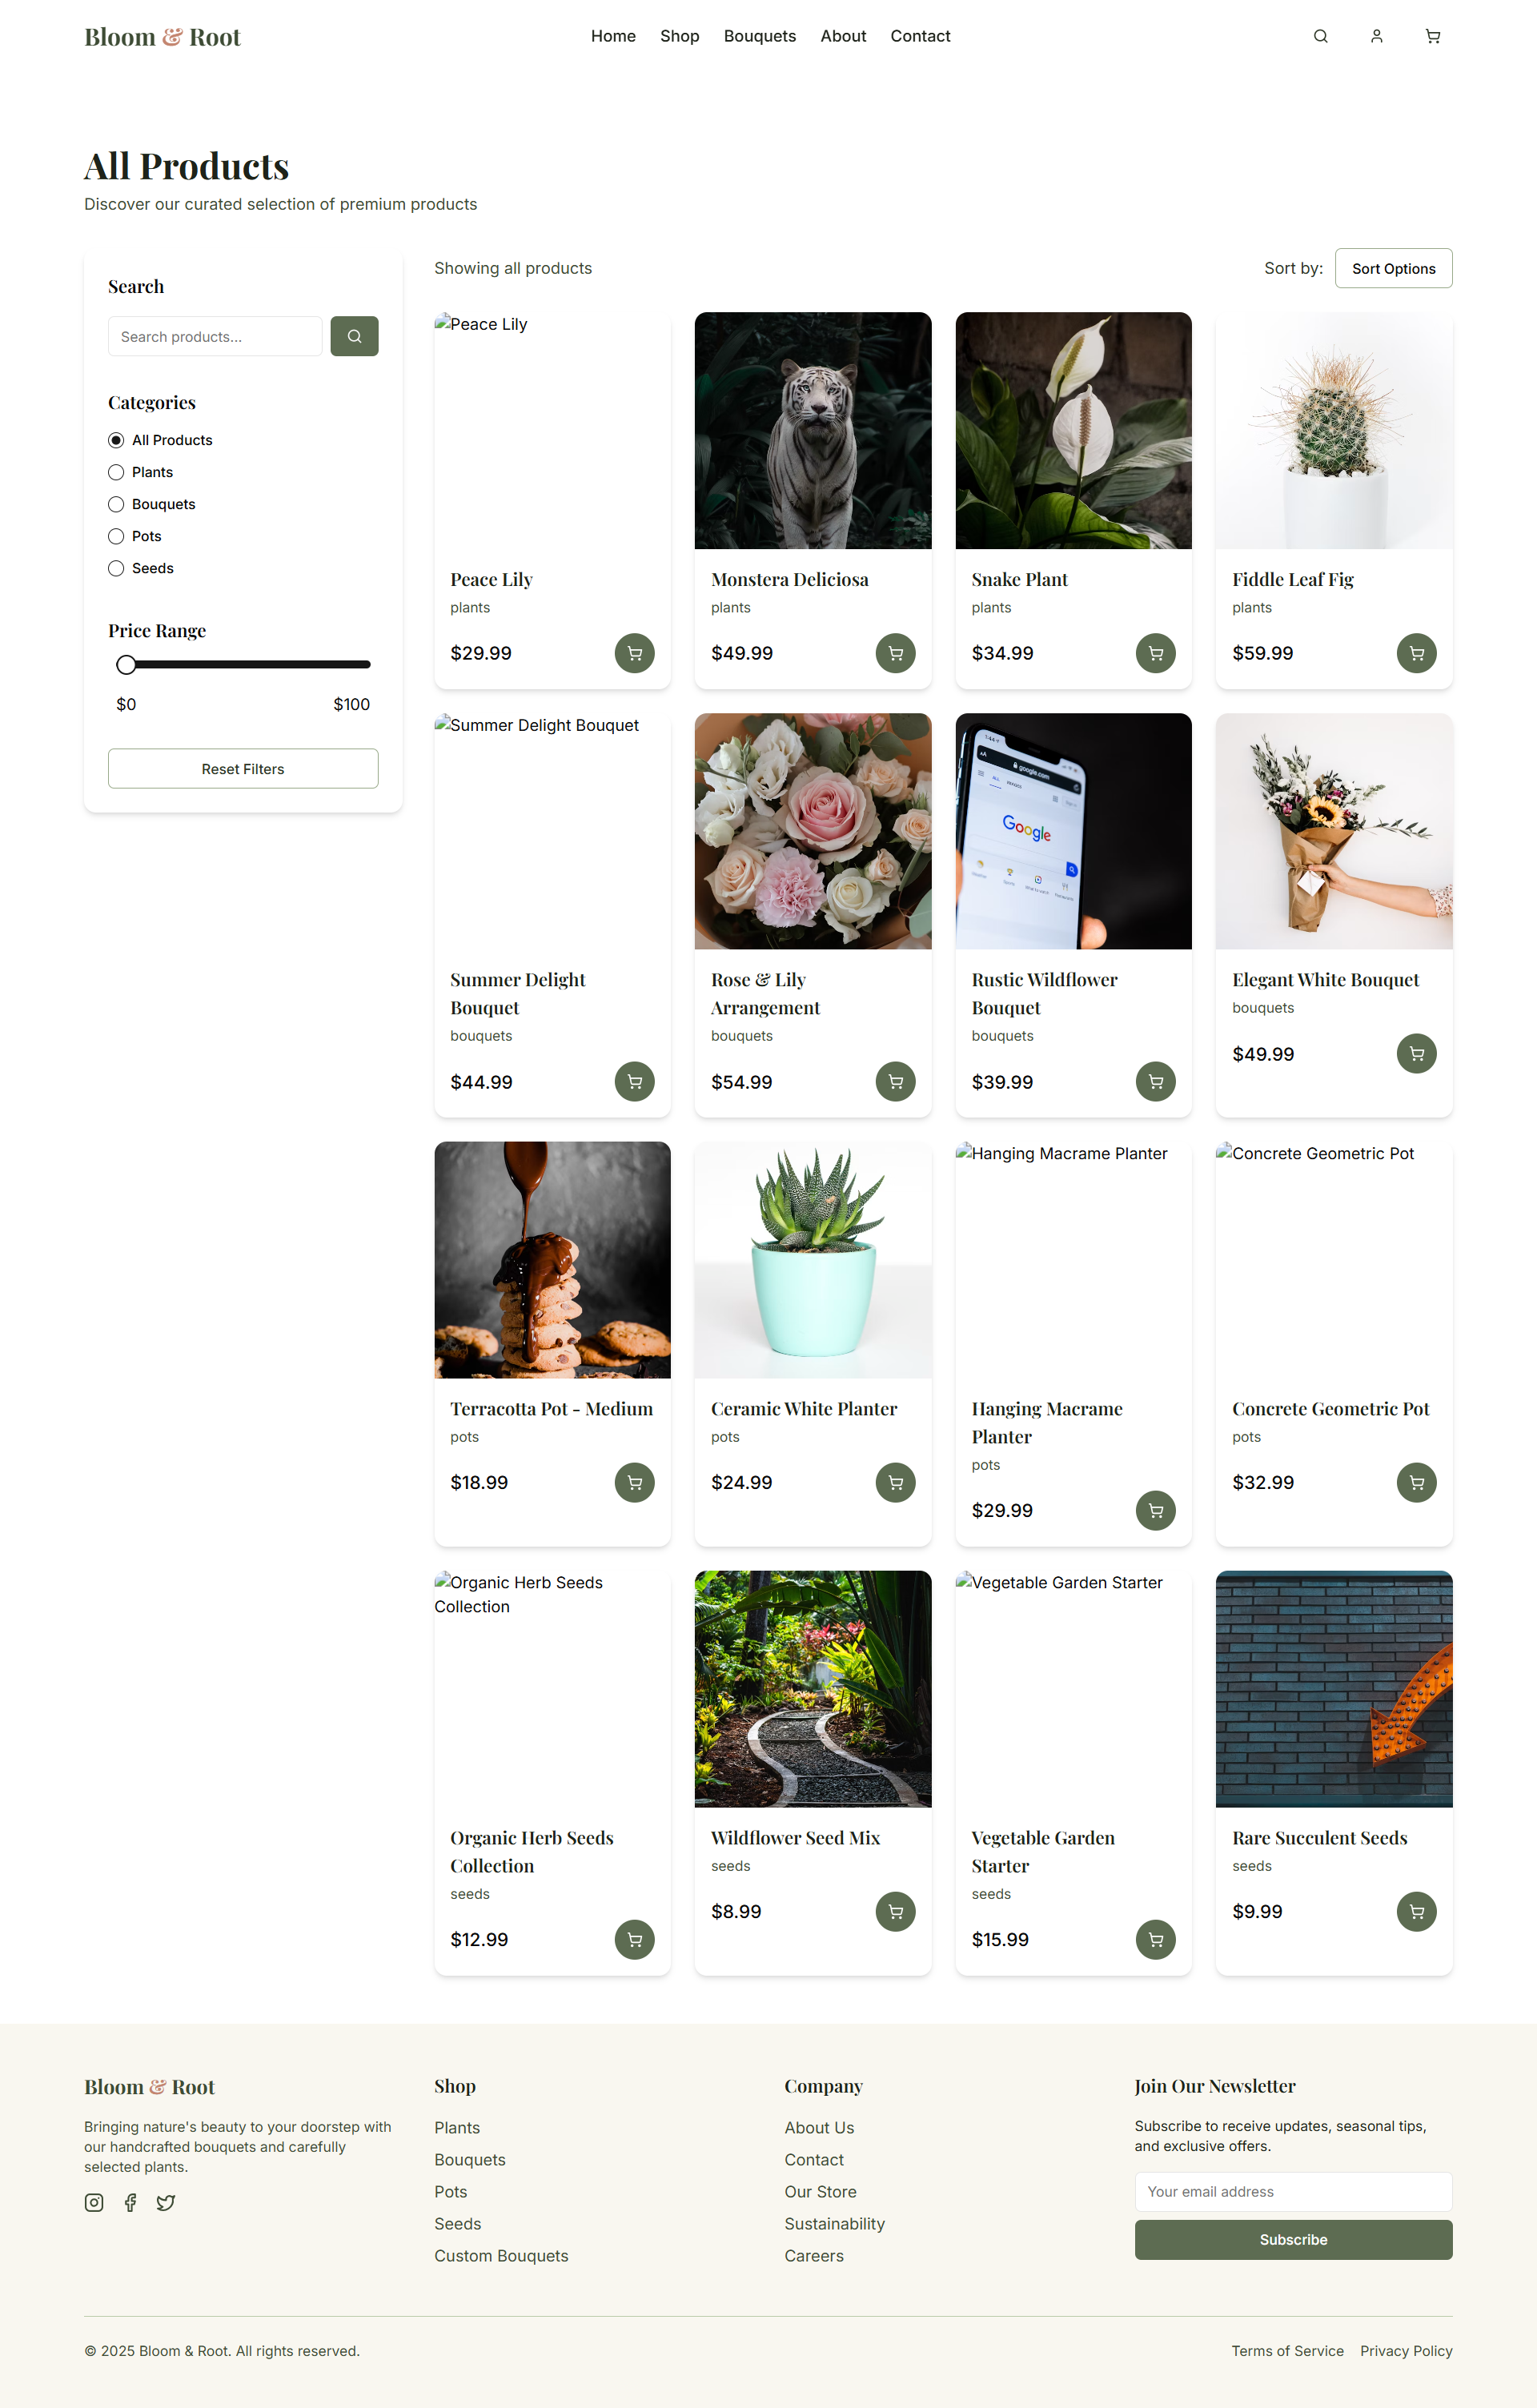 Bloom & Root
Home
Shop
Bouquets
About
Contact
All Products
Discover our curated selection of premium products
Search
Search products...
Categories
All Products
Plants
Bouquets
Pots
Seeds
Price Range
$0
$100
Reset Filters
Showing all products
Sort by:
Sort Options
Peace Lily
Peace Lily
plants
$29.99
Monstera Deliciosa
plants
$49.99
Snake Plant
plants
$34.99
Fiddle Leaf Fig
plants
$59.99
Summer Delight Bouquet
Summer Delight
Bouquet
bouquets
$44.99
Rose & Lily
Arrangement
bouquets
$54.99
google.com
Google
Rustic Wildflower
Bouquet
bouquets
$39.99
Elegant White Bouquet
bouquets
$49.99
Terracotta Pot - Medium
pots
$18.99
Ceramic White Planter
pots
$24.99
Hanging Macrame Planter
Hanging Macrame
Planter
pots
$29.99
Concrete Geometric Pot
Concrete Geometric Pot
pots
$32.99
Organic Herb Seeds
Collection
Organic Herb Seeds
Collection
seeds
$12.99
Wildflower Seed Mix
seeds
$8.99
Vegetable Garden Starter
Vegetable Garden
Starter
seeds
$15.99
Rare Succulent Seeds
seeds
$9.99
Bloom & Root
Bringing nature's beauty to your doorstep with
our handcrafted bouquets and carefully
selected plants.
Shop
Plants
Bouquets
Pots
Seeds
Custom Bouquets
Company
About Us
Contact
Our Store
Sustainability
Careers
Join Our Newsletter
Subscribe to receive updates, seasonal tips,
and exclusive offers.
Your email address
Subscribe
© 2025 Bloom & Root. All rights reserved.
Terms of Service
Privacy Policy